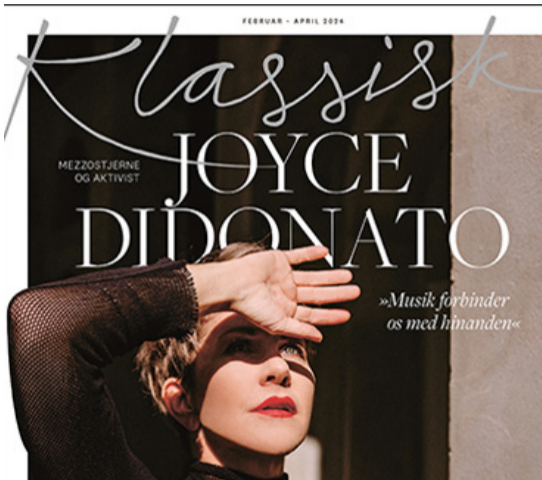 FEBRUAR - APRIL 2024
Klassisk
MEZZOSTJERNE
OG AKTIVIST
JOYCE
DIDONATO
»Musik forbinder
os med hinanden«